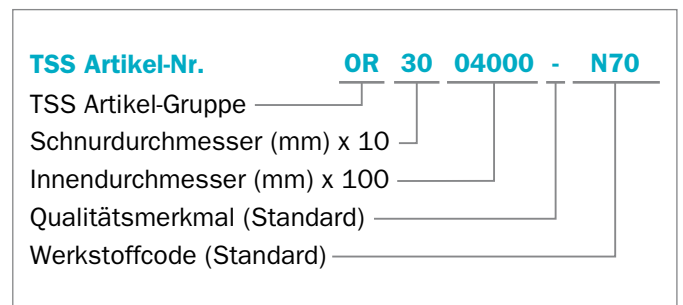 TSS Artikel-Nr. OR 30 04000 - N70
TSS Artikel-Gruppe
Schnurdurchmesser (mm) x 10
Innendurchmesser (mm) x 100
Qualitätsmerkmal (Standard)
Werkstoffcode (Standard)